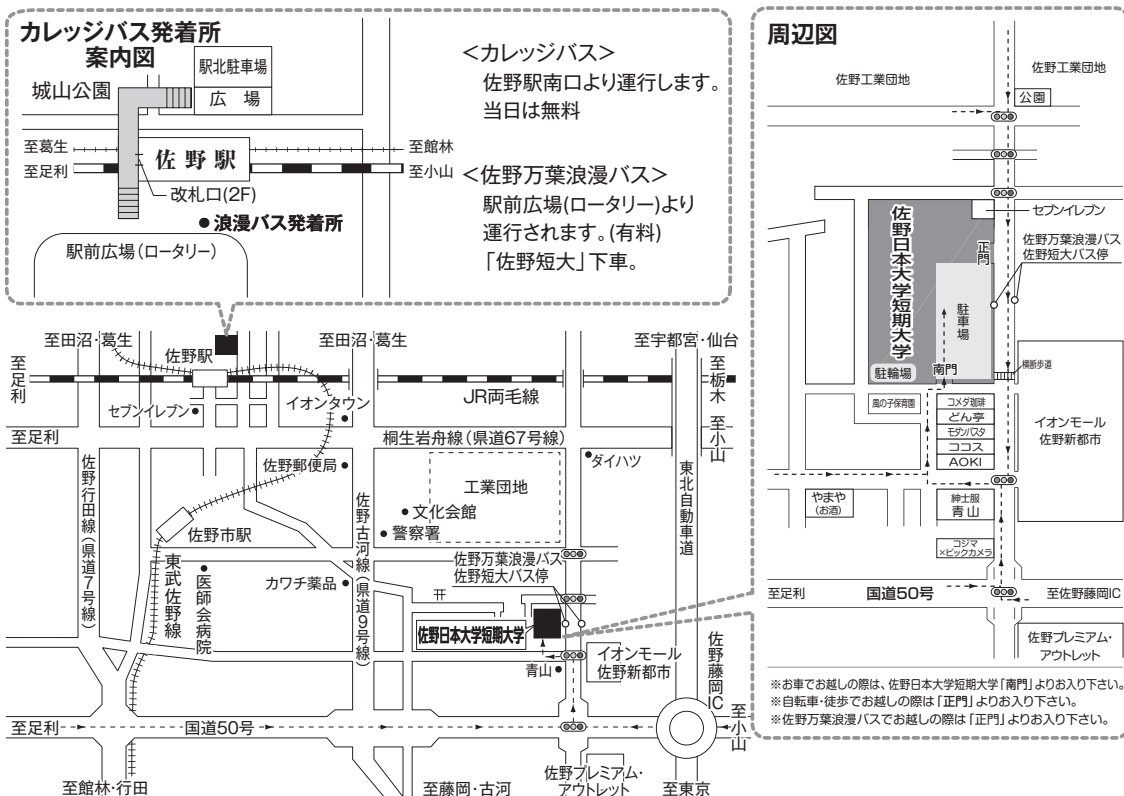 カレッジバス発着所
案内図
駅北駐車場
広場
城山公園
至葛生
至足利
佐野駅
至館林
至小山
改札口(2F)
●浪漫バス発着所
駅前広場(ロータリー)
<カレッジバス>
佐野駅南口より運行します。
当日は無料
<佐野万葉浪漫バス>
駅前広場(ロータリー)より
運行されます。(有料)
「佐野短大」下車。
周辺図
佐野工業団地
佐野工業団地
公園
セブンイレブン
佐野日本大学短期大学
正門
佐野万葉浪漫バス
佐野短大バス停
駐車場
駐輪場
南門
横断歩道
風の子保育園
コメダ珈琲
どん亭
モダンパスタ
ココス
AOKI
イオンモール
佐野新都市
やまや
(お酒)
紳士服
青山
コジマ
×ビックカメラ
至足利
国道50号
至佐野藤岡IC
佐野プレミアム・
アウトレット
※お車でお越しの際は、佐野日本大学短期大学「南門」よりお入り下さい。
※自転車・徒歩でお越しの際は「正門」よりお入り下さい。
※佐野万葉浪漫バスでお越しの際は「正門」よりお入り下さい。
至田沼・葛生
至田沼・葛生
至宇都宮・仙台
至足利
佐野駅
至栃木
セブンイレブン
イオンタウン
JR両毛線
至足利
桐生岩舟線(県道67号線)
至小山
佐野郵便局
ダイハツ
佐野行田線(県道7号線)
工業団地
文化会館
警察署
東北自動車道
佐野市駅
佐野古河線(県道9号線)
佐野万葉浪漫バス
佐野短大バス停
東武佐野線
医師会病院
カワチ薬品
佐野日本大学短期大学
イオンモール
佐野新都市
青山
佐野藤岡IC
至足利
国道50号
至小山
至館林・行田
至藤岡・古河
佐野プレミアム・
アウトレット
至東京